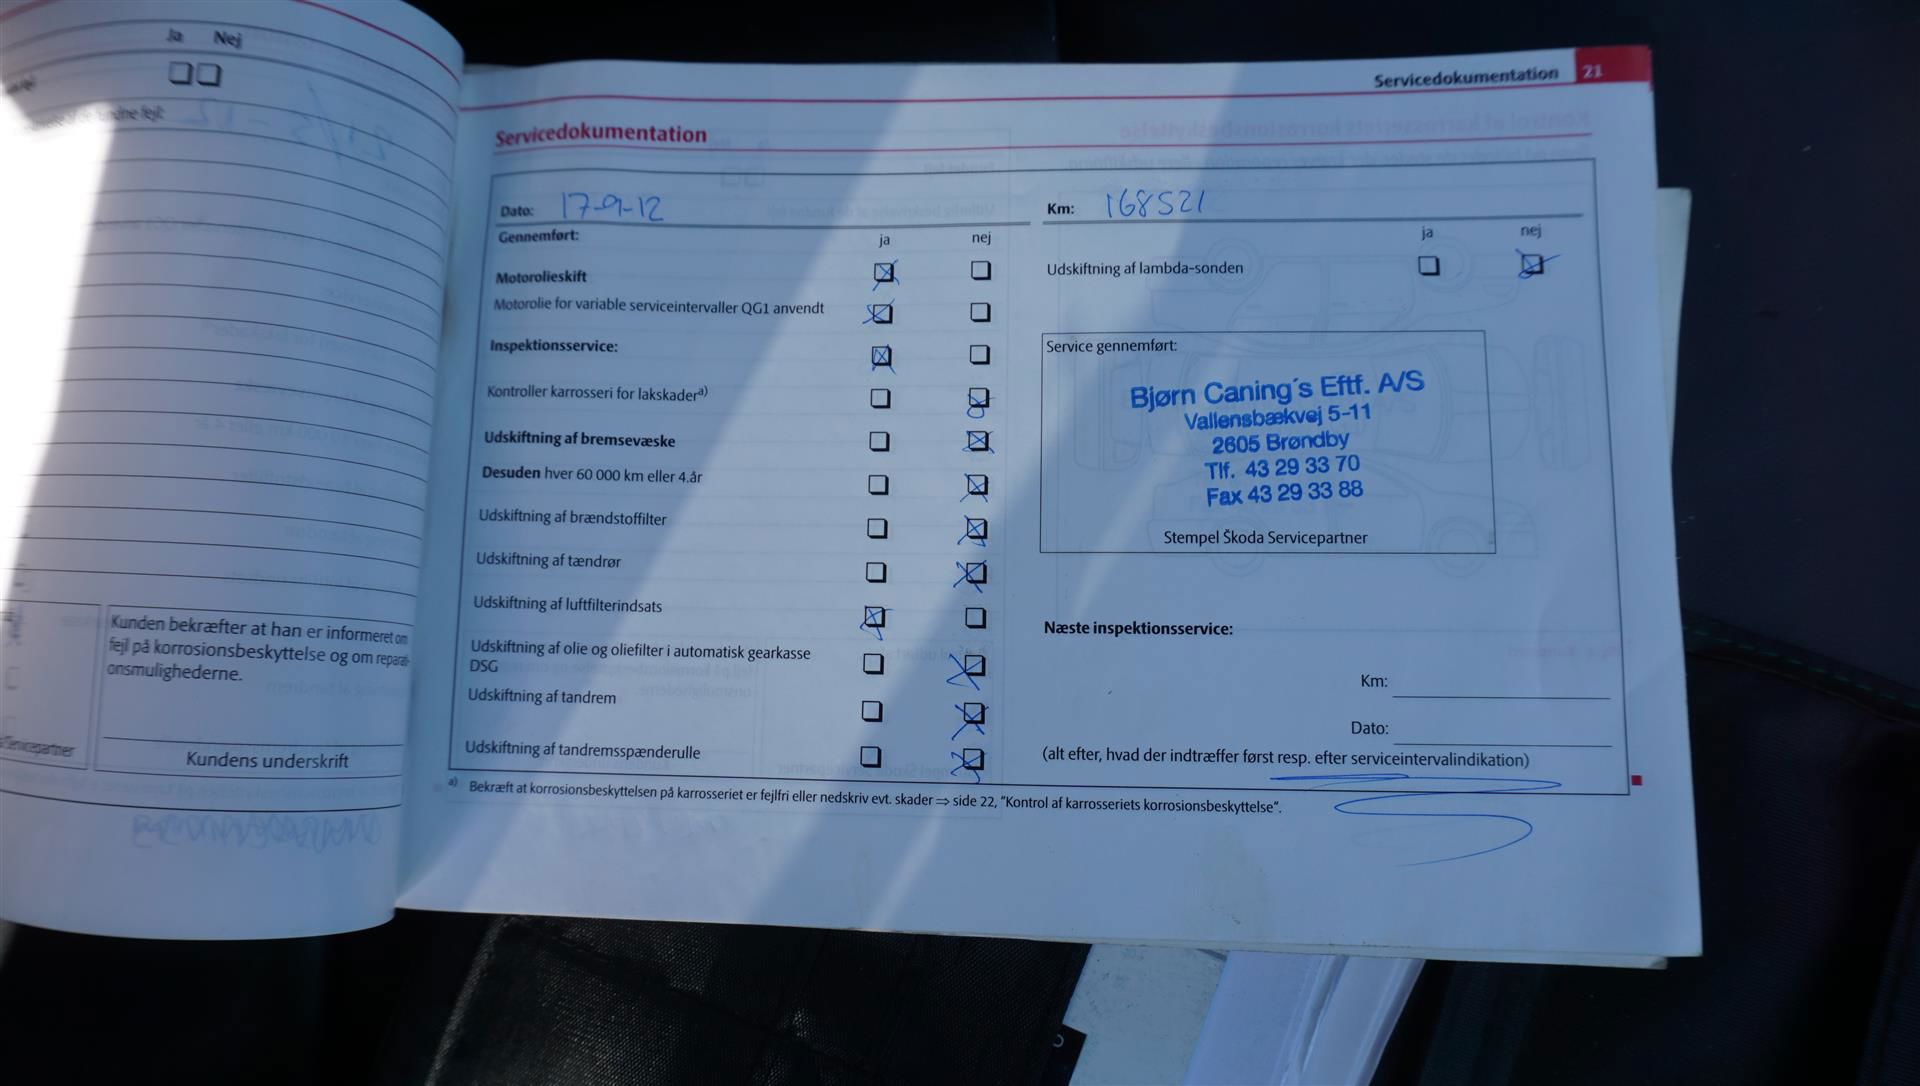 Ja Nej
fundne fejl:
Kunden bekræfter at han er informeret om
fejl på korrosionsbeskyttelse og om reparati-
onsmulighederne.
Servicepartner
Kundens underskrift
Servicedokumentation 21
Servicedokumentation
Dato: 17-9-12
Gennemført: ja nej
Motorolieskift
Motorolie for variable serviceintervaller QG1 anvendt
Inspektionsservice:
Kontroller karrosseri for lakskader a)
Udskiftning af bremsevæske
Desuden hver 60 000 km eller 4.år
Udskiftning af brændstoffilter
Udskiftning af tændrør
Udskiftning af luftfilterindsats
Udskiftning af olie og oliefilter i automatisk gearkasse
DSG
Udskiftning af tandrem
Udskiftning af tandremsspænderulle
Km: 168521
ja nej
Udskiftning af lambda-sonden
Service gennemført:
Bjørn Caning's Eftf. A/S
Vallensbækvej 5-11
2605 Brøndby
Tlf. 43 29 33 70
Fax 43 29 33 88
Stempel Škoda Servicepartner
Næste inspektionsservice:
Km:
Dato:
(alt efter, hvad der indtræffer først resp. efter serviceintervalindikation)
a) Bekræft at korrosionsbeskyttelsen på karrosseriet er fejlfri eller nedskriv evt. skader ⇒ side 22, "Kontrol af karrosseriets korrosionsbeskyttelse".